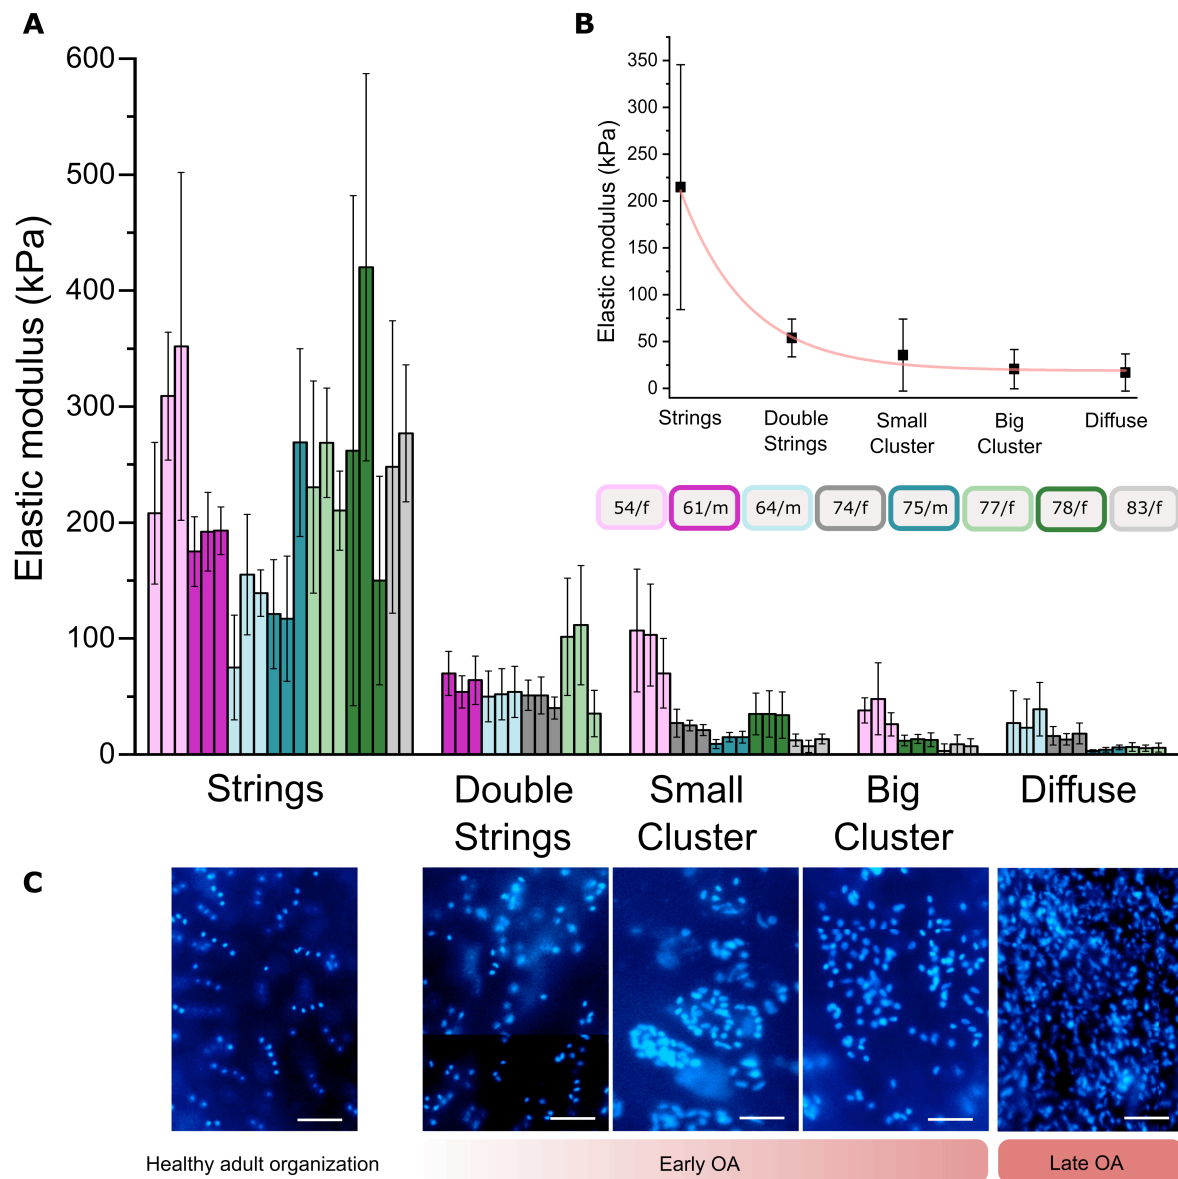 A
B
Elastic modulus (kPa)
600
500
400
300
200
100
0
Strings
Double
Strings
Small
Cluster
Big
Cluster
Diffuse
Elastic modulus (kPa)
350
300
250
200
150
100
50
0
Strings
Double
Strings
Small
Cluster
Big
Cluster
Diffuse
54/f
61/m
64/m
74/f
75/m
77/f
78/f
83/f
C
Healthy adult organization
Early OA
Late OA